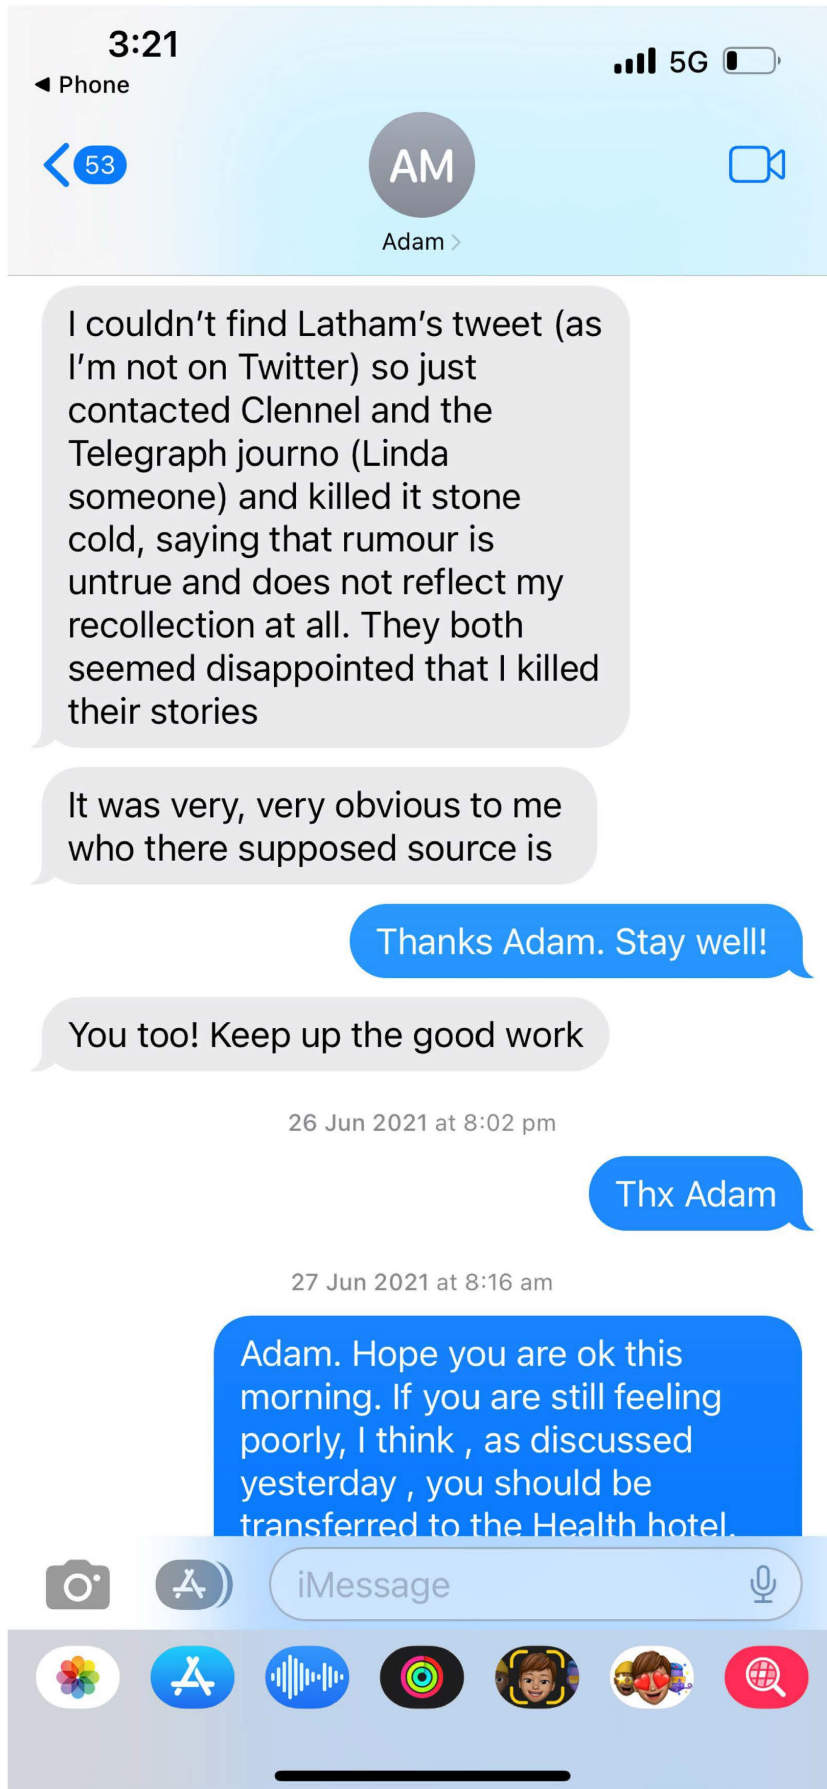 3:21
5G
◀ Phone
53
AM
Adam
I couldn’t find Latham’s tweet (as
I’m not on Twitter) so just
contacted Clennel and the
Telegraph journo (Linda
someone) and killed it stone
cold, saying that rumour is
untrue and does not reflect my
recollection at all. They both
seemed disappointed that I killed
their stories
It was very, very obvious to me
who there supposed source is
Thanks Adam. Stay well!
You too! Keep up the good work
26 Jun 2021 at 8:02 pm
Thx Adam
27 Jun 2021 at 8:16 am
Adam. Hope you are ok this
morning. If you are still feeling
poorly, I think , as discussed
yesterday , you should be
transferred to the Health hotel.
iMessage